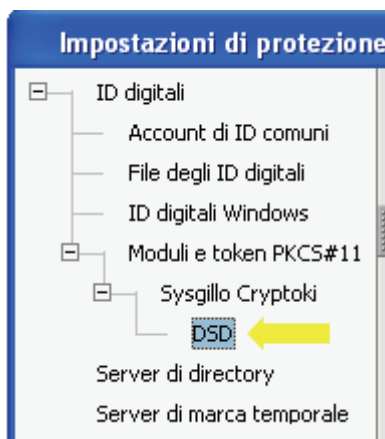 Impostazioni di protezione
ID digitali
Account di ID comuni
File degli ID digitali
ID digitali Windows
Moduli e token PKCS#11
Sysgillo Cryptoki
DSD
Server di directory
Server di marca temporale